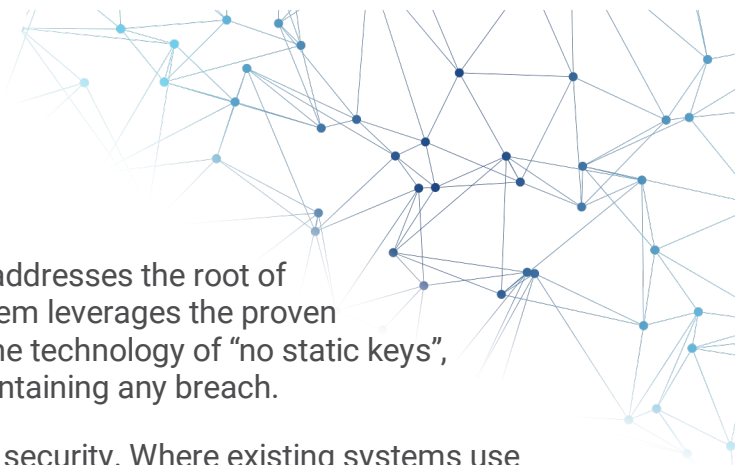 addresses the root of
em leverages the proven
ne technology of “no static keys”,
ntaining any breach.
security. Where existing systems use